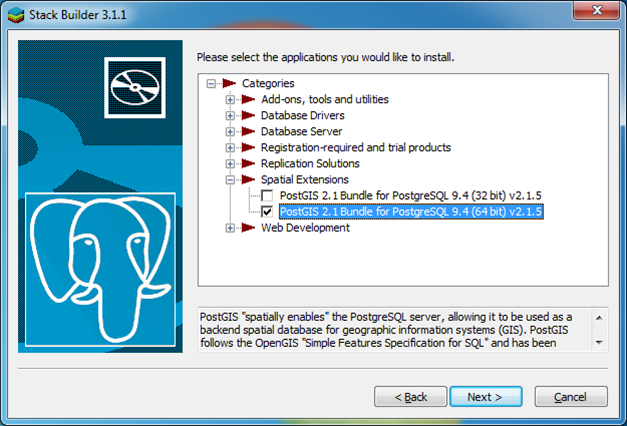 Stack Builder 3.1.1
Please select the applications you would like to install.
Categories
Add-ons, tools and utilities
Database Drivers
Database Server
Registration-required and trial products
Replication Solutions
Spatial Extensions
PostGIS 2.1 Bundle for PostgreSQL 9.4 (32 bit) v2.1.5
PostGIS 2.1 Bundle for PostgreSQL 9.4 (64 bit) v2.1.5
Web Development
PostGIS "spatially enables" the PostgreSQL server, allowing it to be used as a
backend spatial database for geographic information systems (GIS). PostGIS
follows the OpenGIS "Simple Features Specification for SQL" and has been
< Back
Next >
Cancel